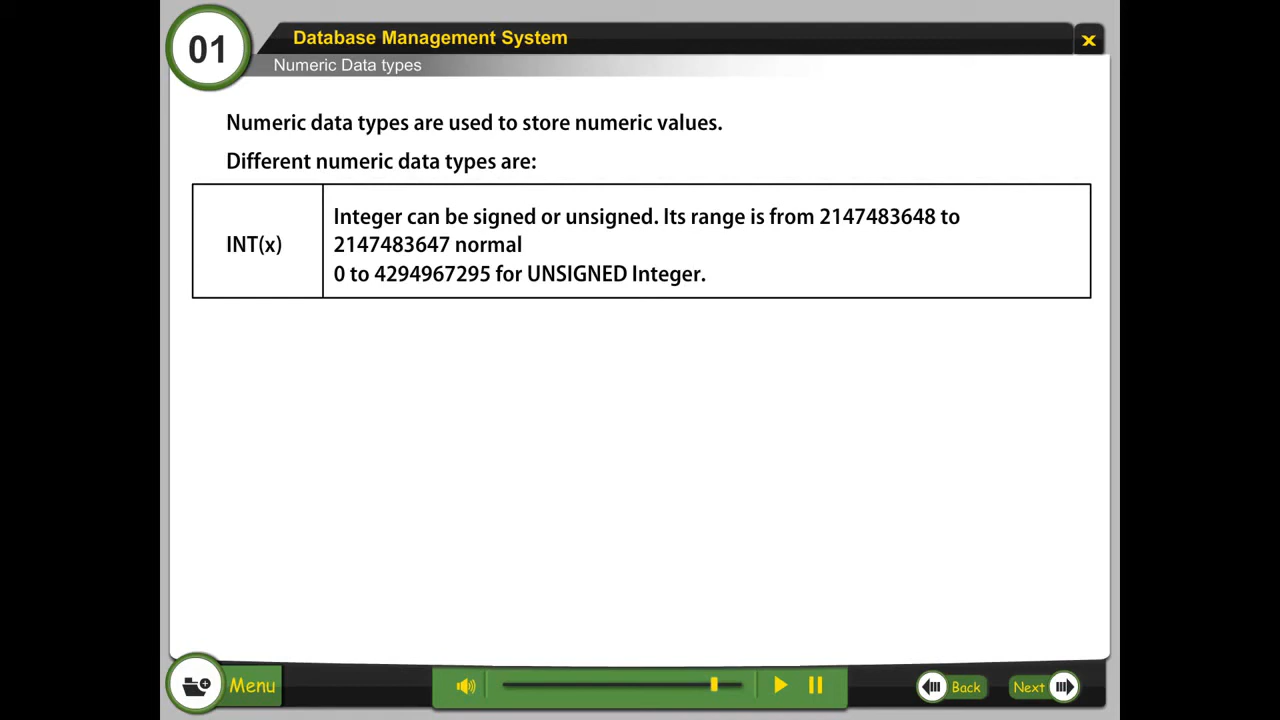 01
Database Management System
x
Numeric Data types
Numeric data types are used to store numeric values.
Different numeric data types are:
INT(x)
Integer can be signed or unsigned. Its range is from 2147483648 to
2147483647 normal
0 to 4294967295 for UNSIGNED Integer.
Menu
Back
Next